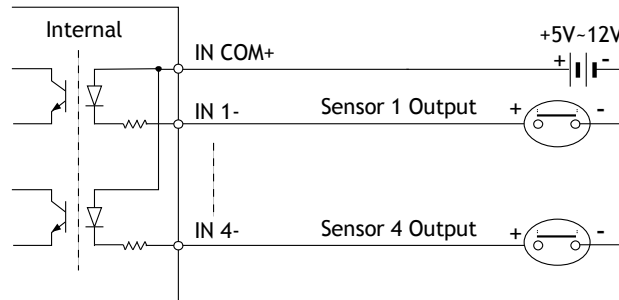 Internal
IN COM+
+5V~12V
+ -
IN 1-
Sensor 1 Output
+ -
IN 4-
Sensor 4 Output
+ -